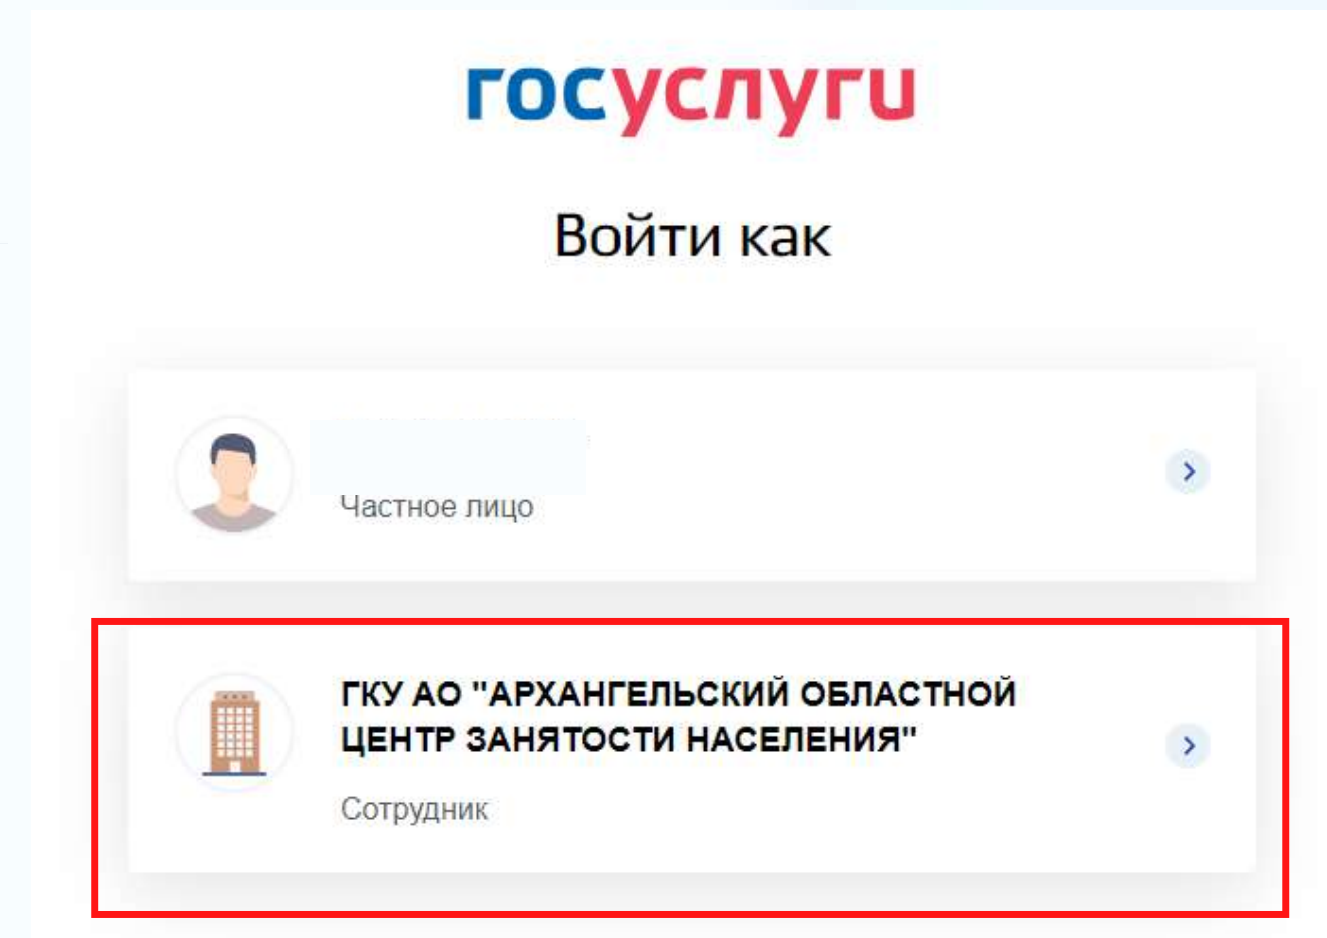 госуслуги
Войти как
Частное лицо
ГКУ АО "АРХАНГЕЛЬСКИЙ ОБЛАСТНОЙ
ЦЕНТР ЗАНЯТОСТИ НАСЕЛЕНИЯ"
Сотрудник